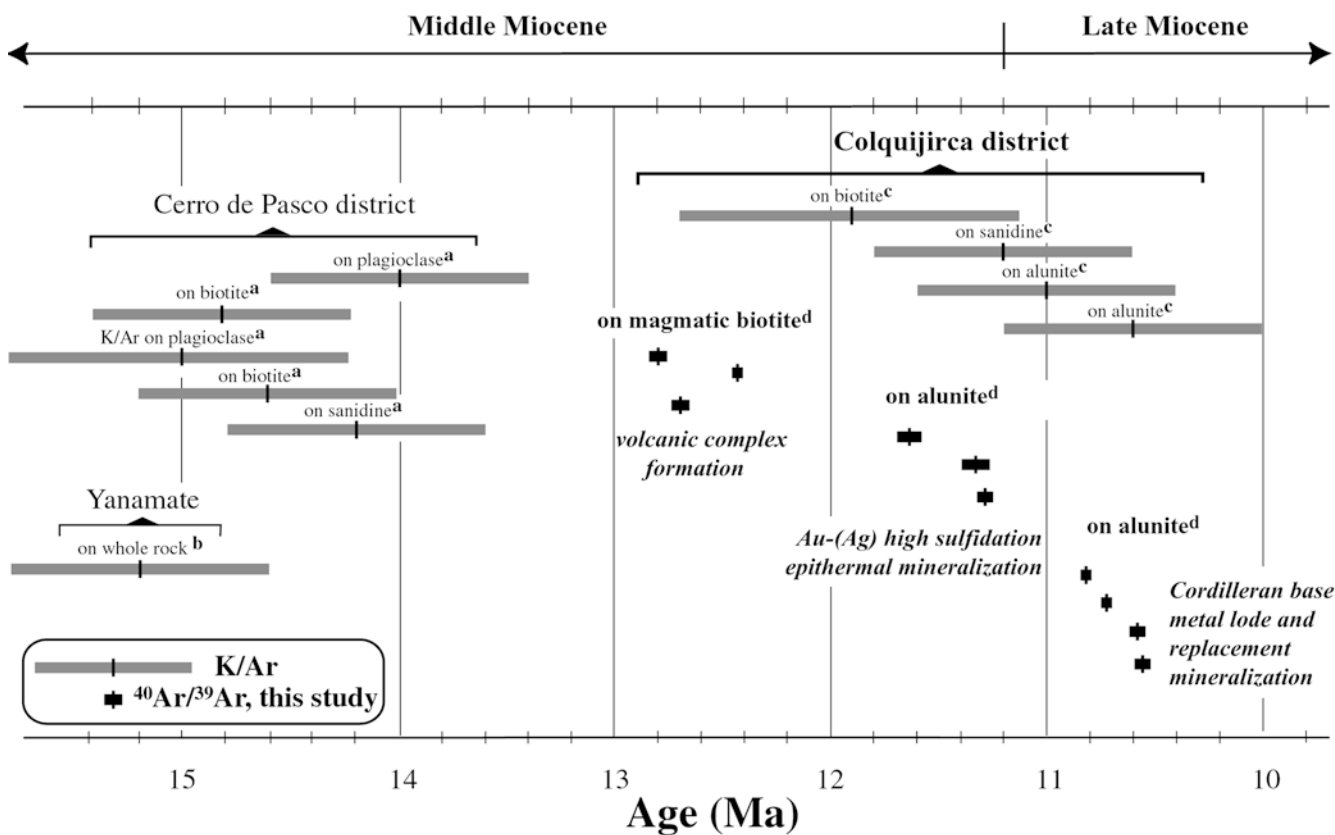 Middle Miocene
Late Miocene
Colquijirca district
on biotiteᶜ
on sanidineᶜ
on aluniteᶜ
on aluniteᶜ
Cerro de Pasco district
on plagioclaseᵃ
on biotiteᵃ
K/Ar on plagioclaseᵃ
on biotiteᵃ
on sanidineᵃ
on magmatic biotiteᵈ
volcanic complex
formation
on aluniteᵈ
Au-(Ag) high sulfidation
epithermal mineralization
Yanamate
on whole rock ᵇ
on aluniteᵈ
Cordilleran base
metal lode and
replacement
mineralization
K/Ar
⁴⁰Ar/³⁹Ar, this study
15 14 13 12 11 10
Age (Ma)